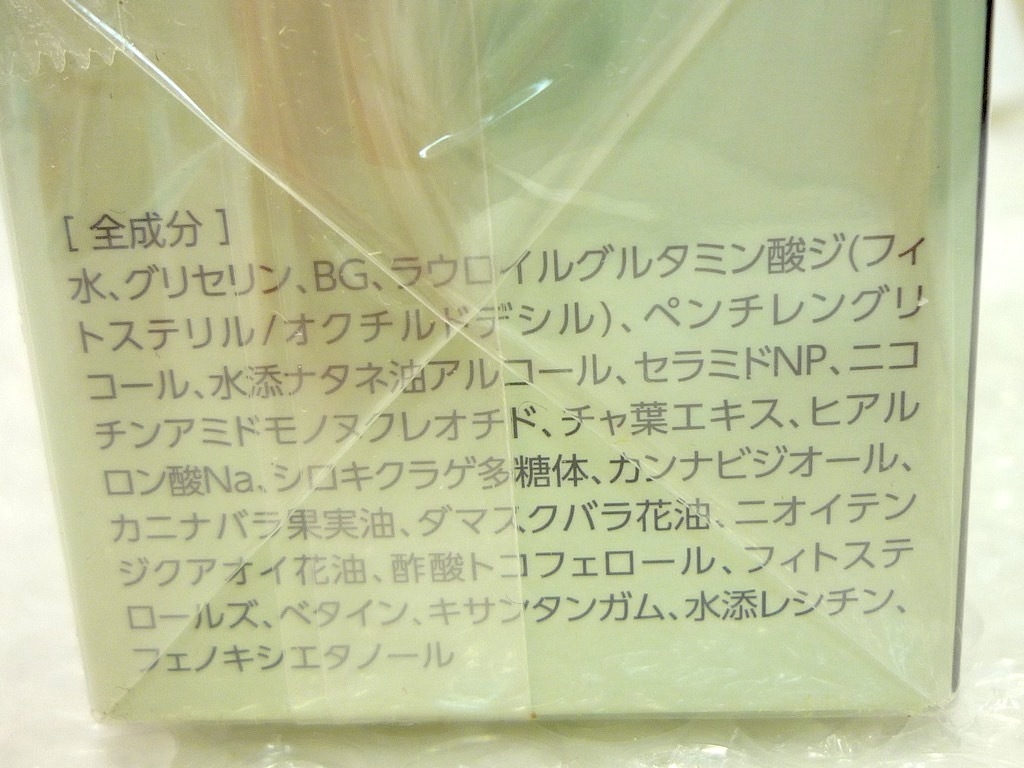 [ 全成分 ]
水、グリセリン、BG、ラウロイルグルタミン酸ジ(フィ
トステリル/オクチルドデシル)、ペンチレングリ
コール、水添ナタネ油アルコール、セラミドNP、ニコ
チンアミドモノヌクレオチド、チャ葉エキス、ヒアル
ロン酸Na、シロキクラゲ多糖体、カンナビジオール、
カニナバラ果実油、ダマスクバラ花油、ニオイテン
ジクアオイ花油、酢酸トコフェロール、フィトステ
ロールズ、ベタイン、キサンタンガム、水添レシチン、
フェノキシエタノール